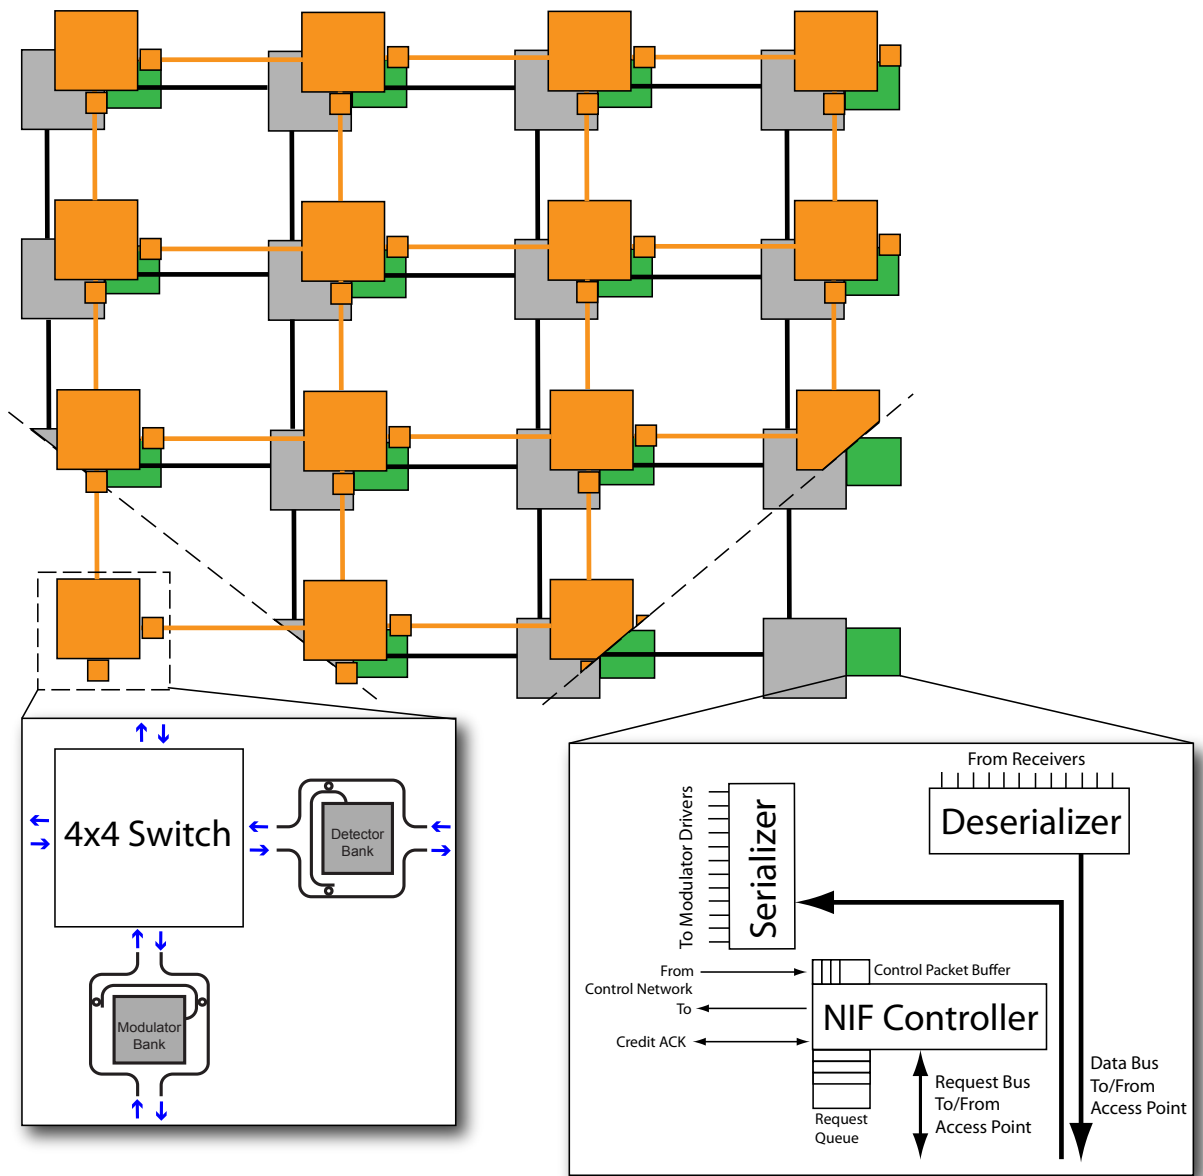 4x4 Switch
Detector
Bank
Modulator
Bank
From Receivers
Deserializer
To Modulator Drivers
Serializer
From
Control Network
To
Control Packet Buffer
NIF Controller
Credit ACK
Request
Queue
Request Bus
To/From
Access Point
Data Bus
To/From
Access Point